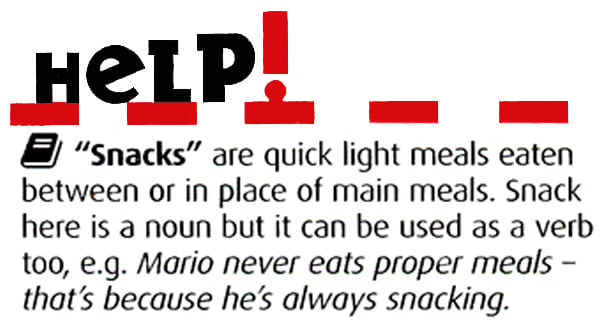 HeLP!
"Snacks" are quick light meals eaten
between or in place of main meals. Snack
here is a noun but it can be used as a verb
too, e.g. Mario never eats proper meals –
that's because he's always snacking.